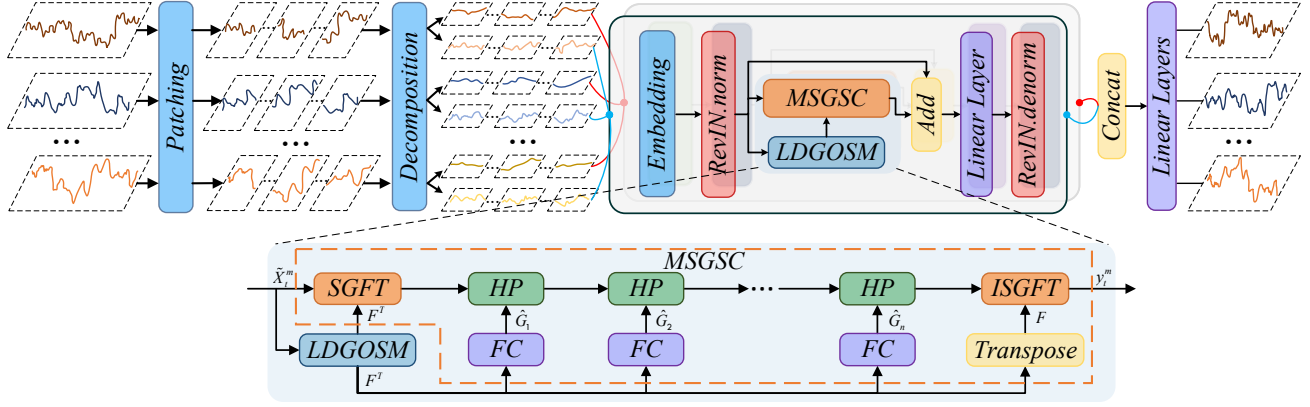 Patching
Decomposition
Embedding
RevIN.norm
MSGSC
LDGOSM
Add
Linear Layer
RevIN.denorm
Concat
Linear Layers
...
...
...
...
MSGSC
X̃ₜᵐ
SGFT
HP
HP
...
HP
ISGFT
yₜᵐ
Fᵀ
Ĝ₁
Ĝ₂
Ĝₙ
F
LDGOSM
FC
FC
FC
Transpose
Fᵀ